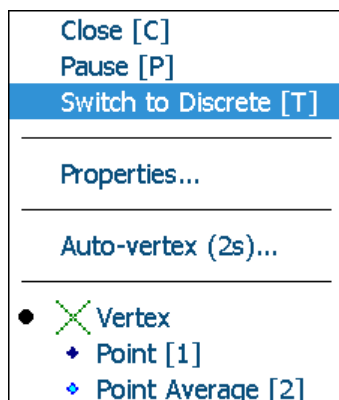 Close [C]
Pause [P]
Switch to Discrete [T]
Properties...
Auto-vertex (2s)...
Vertex
Point [1]
Point Average [2]